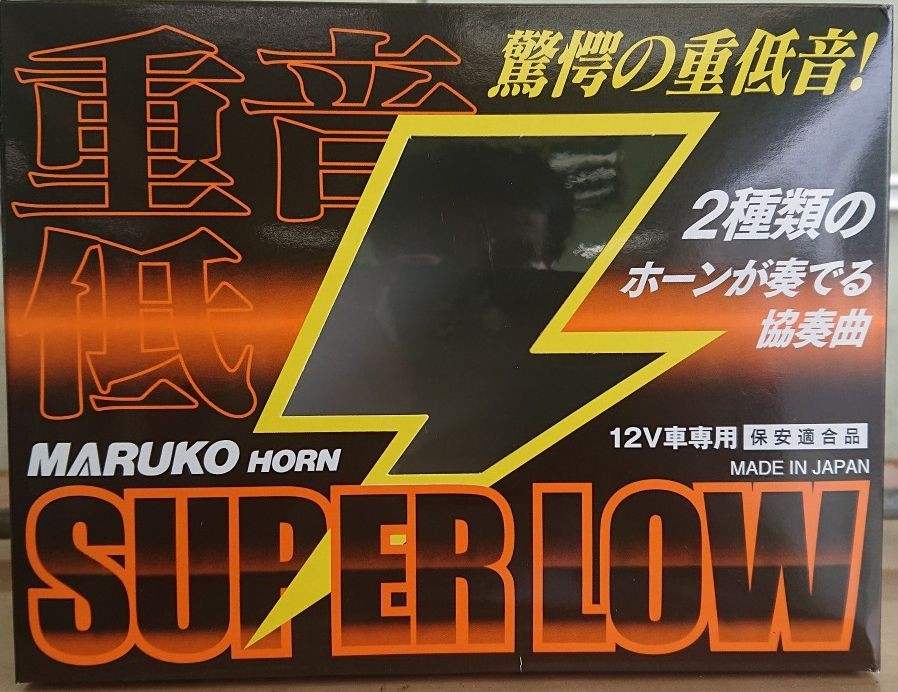 重音
低
驚愕の重低音!
2種類の
ホーンが奏でる
協奏曲
12V車専用 保安適合品
MADE IN JAPAN
MARUKO HORN
SUPER LOW